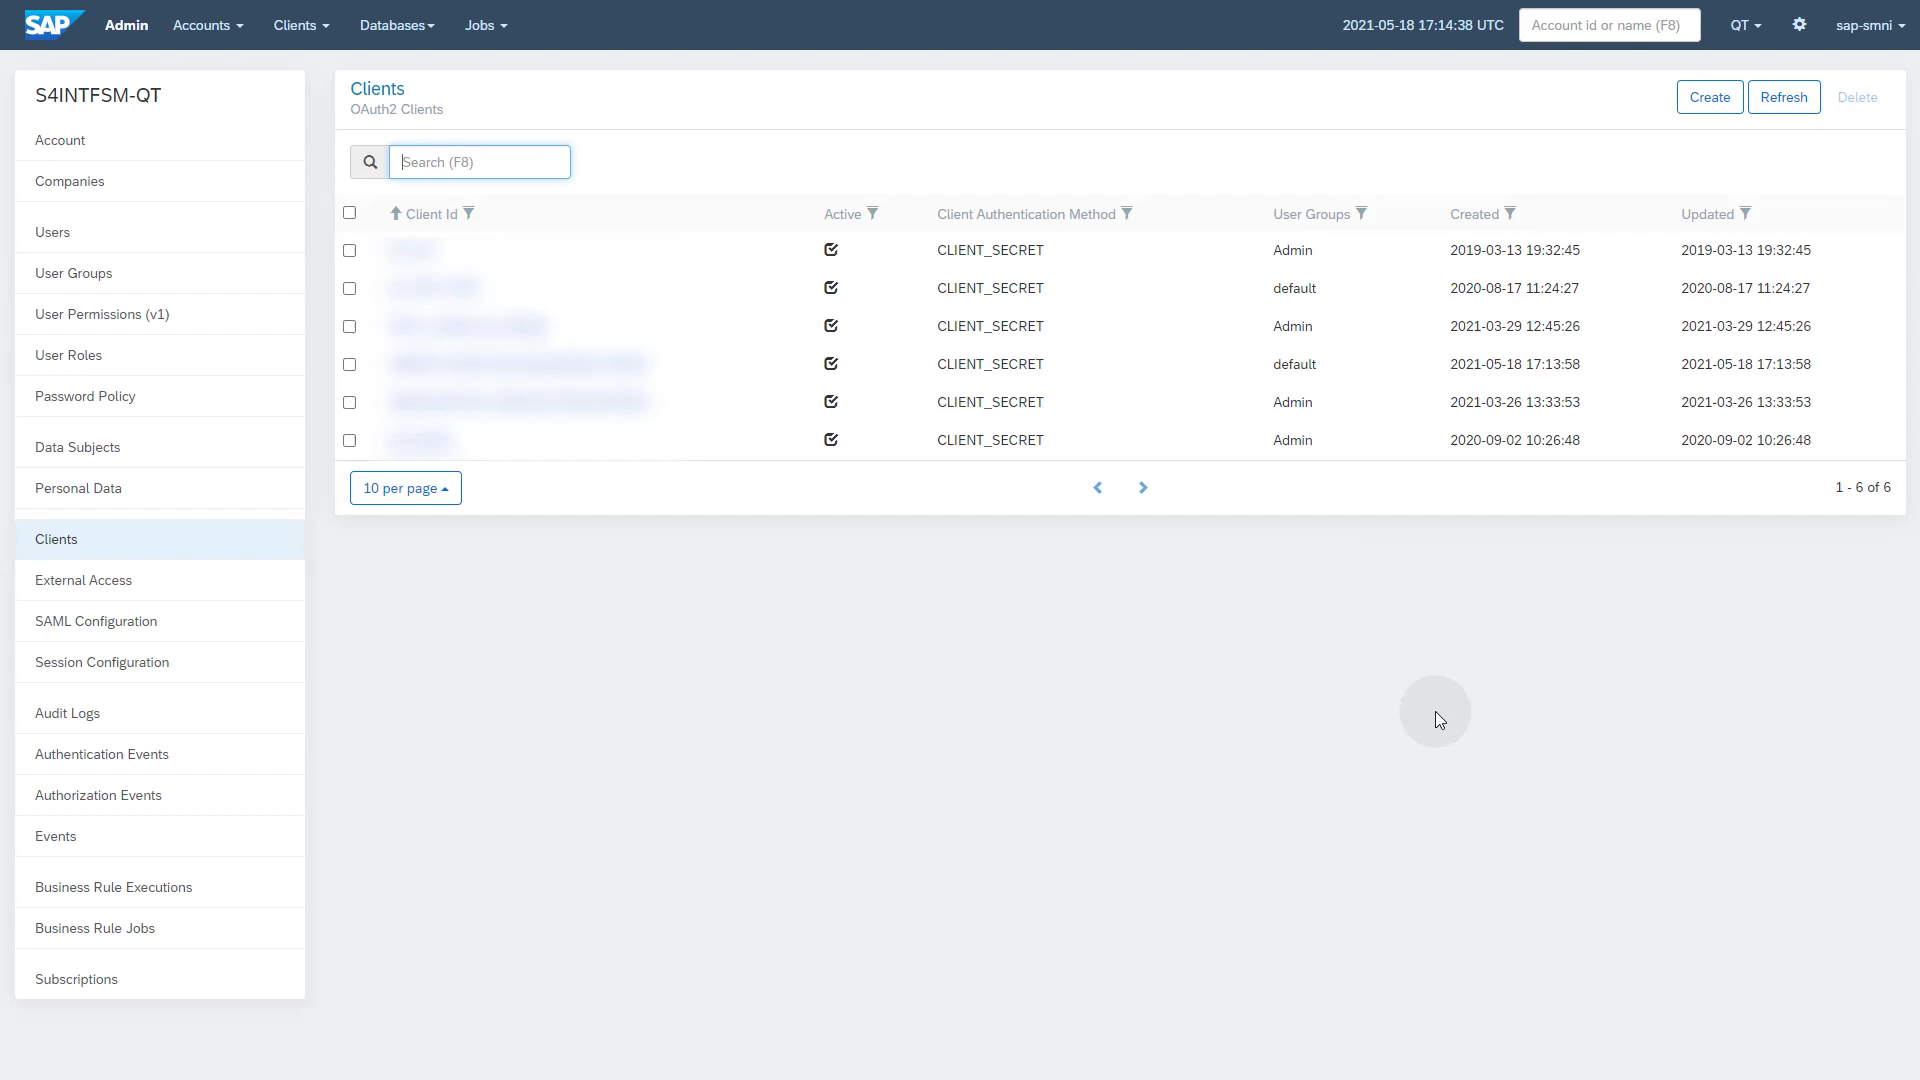 SAP Admin Accounts Clients Databases Jobs 2021-05-18 17:14:38 UTC Account id or name (F8) QT sap-smni
S4INTFSM-QT
Account
Companies
Users
User Groups
User Permissions (v1)
User Roles
Password Policy
Data Subjects
Personal Data
Clients
External Access
SAML Configuration
Session Configuration
Audit Logs
Authentication Events
Authorization Events
Events
Business Rule Executions
Business Rule Jobs
Subscriptions
Clients
OAuth2 Clients
Create Refresh Delete
Search (F8)
Client Id Active Client Authentication Method User Groups Created Updated
CLIENT_SECRET Admin 2019-03-13 19:32:45 2019-03-13 19:32:45
CLIENT_SECRET default 2020-08-17 11:24:27 2020-08-17 11:24:27
CLIENT_SECRET Admin 2021-03-29 12:45:26 2021-03-29 12:45:26
CLIENT_SECRET default 2021-05-18 17:13:58 2021-05-18 17:13:58
CLIENT_SECRET Admin 2021-03-26 13:33:53 2021-03-26 13:33:53
CLIENT_SECRET Admin 2020-09-02 10:26:48 2020-09-02 10:26:48
10 per page 1 - 6 of 6